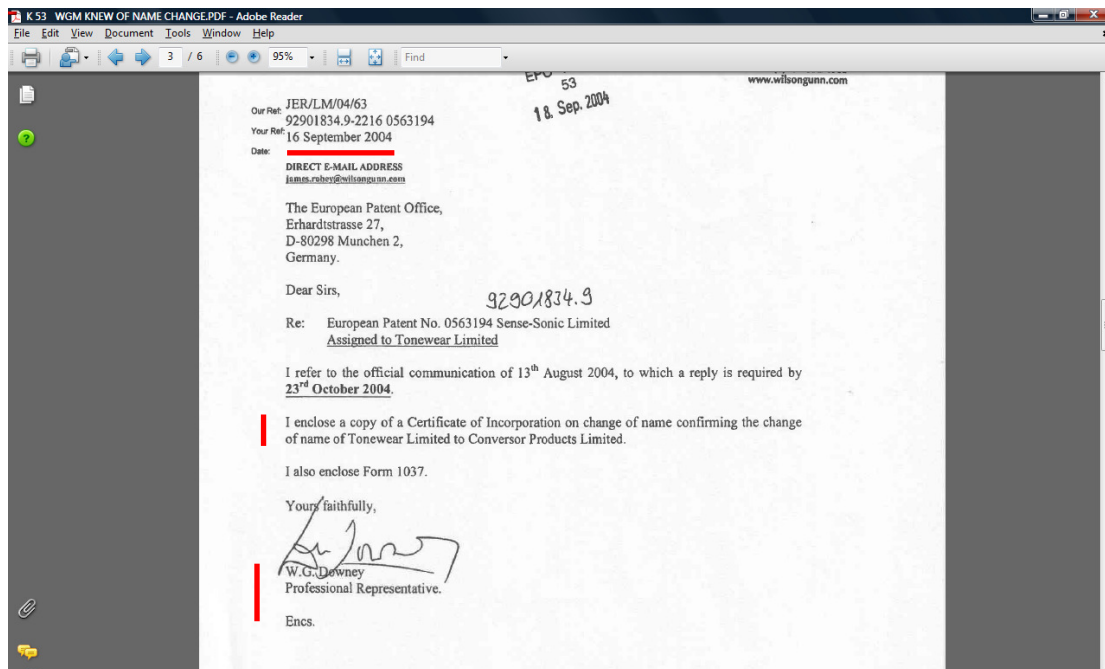 K 53 WGM KNEW OF NAME CHANGE.PDF - Adobe Reader
File Edit View Document Tools Window Help
3 / 6 95% Find
EPO
53
18. Sep. 2004
www.wilsongunn.com
Our Ref: JER/LM/04/63
92901834.9-2216 0563194
Your Ref: 16 September 2004
Date:
DIRECT E-MAIL ADDRESS
james.robey@wilsongunn.com
The European Patent Office,
Erhardtstrasse 27,
D-80298 Munchen 2,
Germany.
Dear Sirs,
92901834.9
Re: European Patent No. 0563194 Sense-Sonic Limited
Assigned to Tonewear Limited
I refer to the official communication of 13th August 2004, to which a reply is required by
23rd October 2004.
I enclose a copy of a Certificate of Incorporation on change of name confirming the change
of name of Tonewear Limited to Conversor Products Limited.
I also enclose Form 1037.
Yours faithfully,
W.G.Downey
Professional Representative.
Encs.